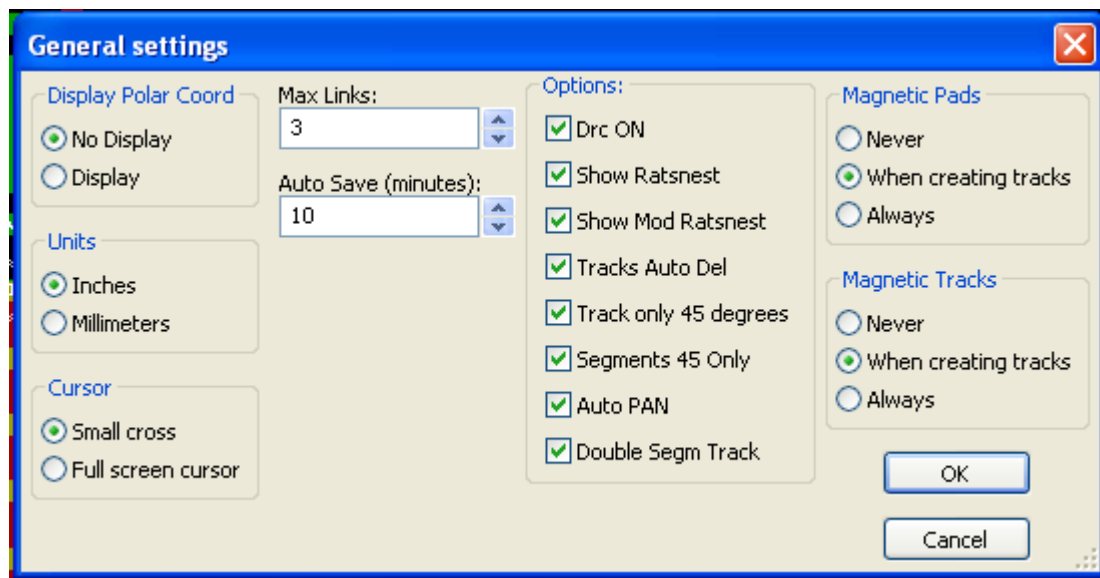 General settings
Display Polar Coord
No Display
Display
Units
Inches
Millimeters
Cursor
Small cross
Full screen cursor
Max Links:
3
Auto Save (minutes):
10
Options:
Drc ON
Show Ratsnest
Show Mod Ratsnest
Tracks Auto Del
Track only 45 degrees
Segments 45 Only
Auto PAN
Double Segm Track
Magnetic Pads
Never
When creating tracks
Always
Magnetic Tracks
Never
When creating tracks
Always
OK
Cancel